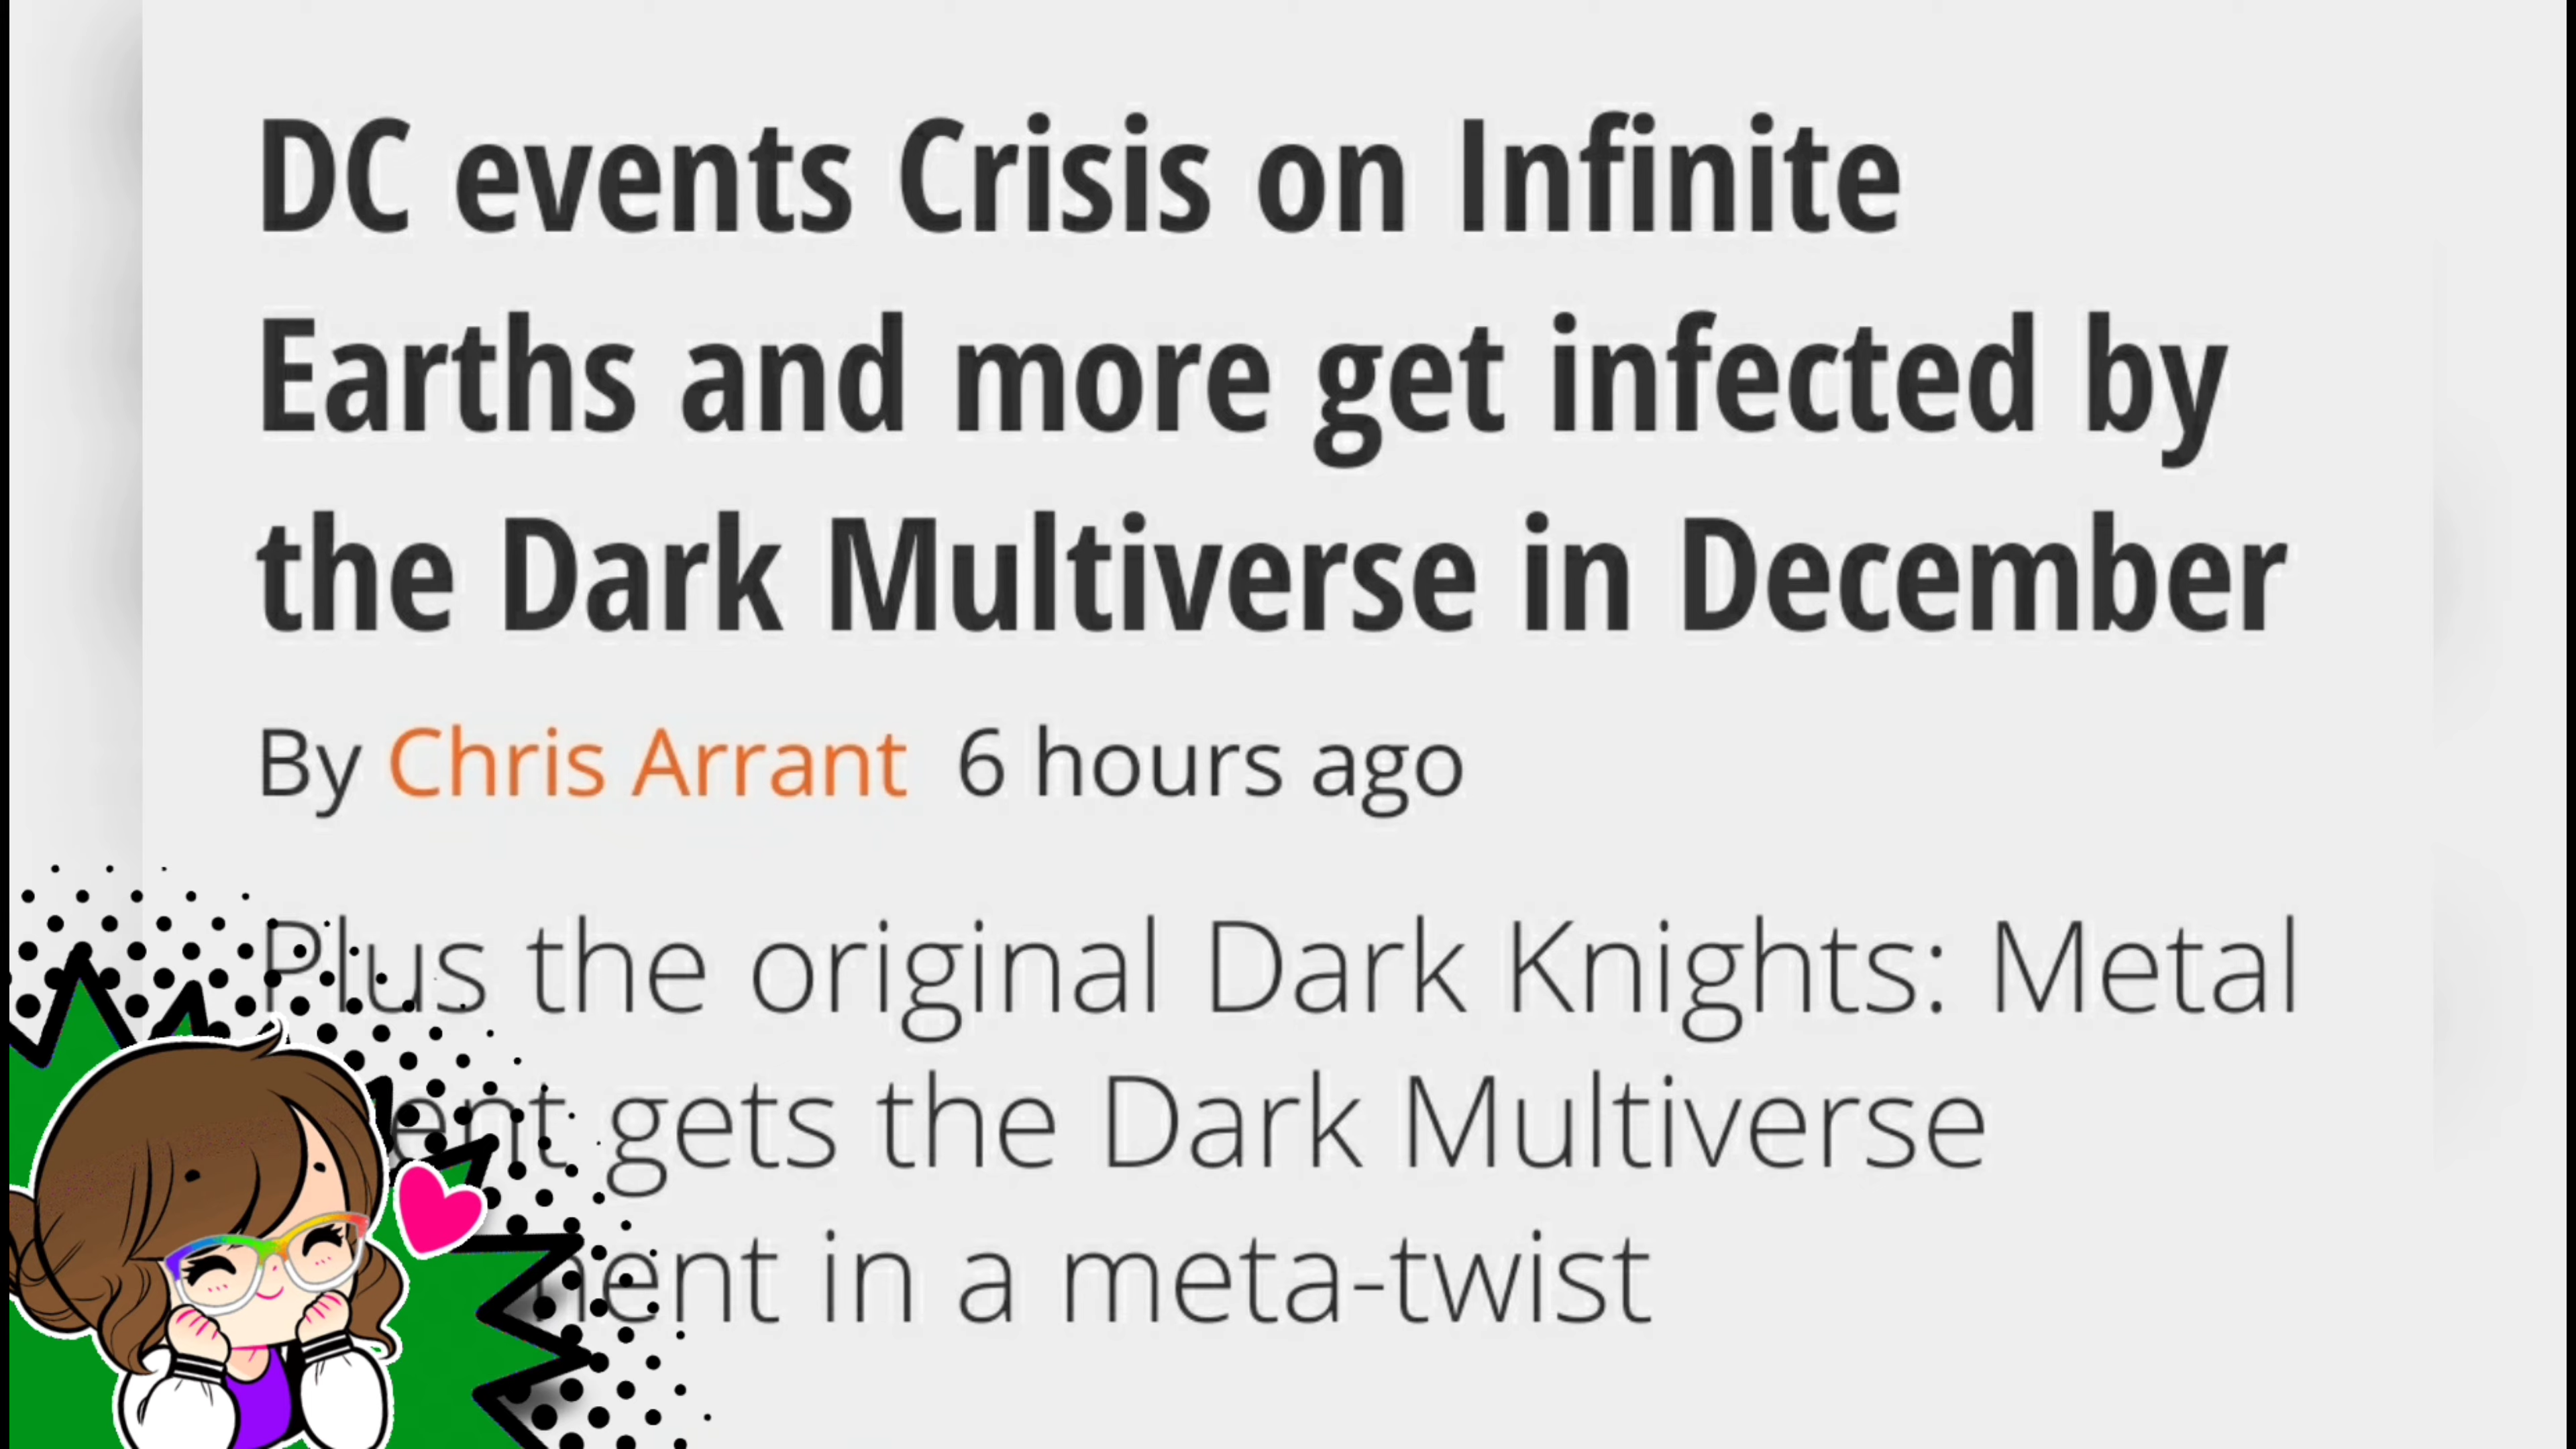 DC events Crisis on Infinite
Earths and more get infected by
the Dark Multiverse in December
By Chris Arrant 6 hours ago
Plus the original Dark Knights: Metal
gets the Dark Multiverse
in a meta-twist